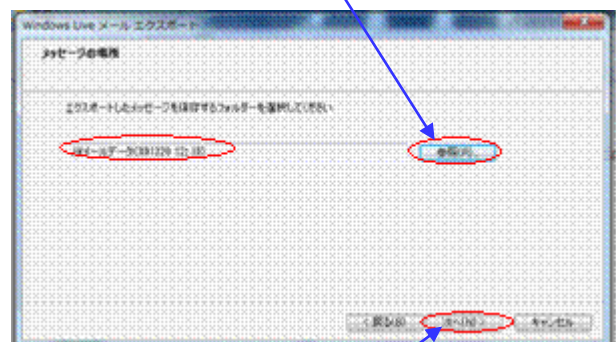 Windows Live メール エクスポート
メッセージの場所
エクスポートしたメッセージを保存するフォルダーを選択してください
参照(R)...
< 戻る(B)
次へ(N) >
キャンセル